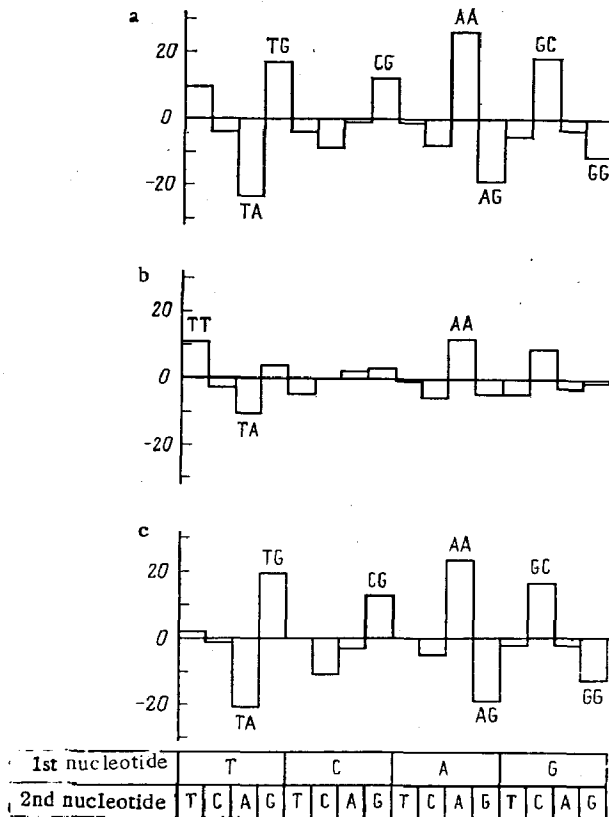 a
AA
TG
GC
20
CG
0
-20
TA
AG
GG
b
20
TT
AA
0
TA
-20
c
TG
AA
20
CG
GC
0
-20
TA
AG
GG
1st nucleotide T C A G
2nd nucleotide T C A G T C A G T C A G T C A G